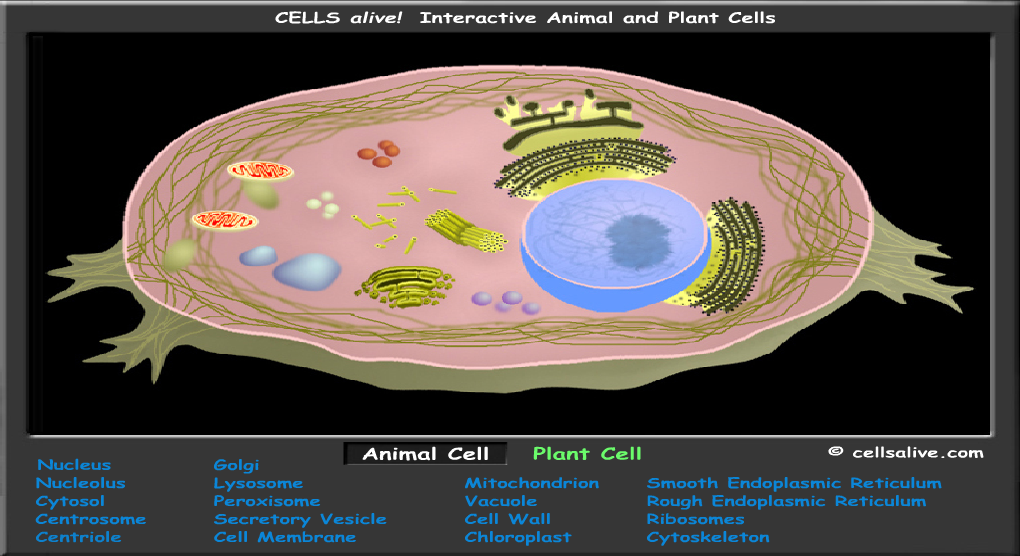 CELLS alive! Interactive Animal and Plant Cells
Animal Cell
Plant Cell
© cellsalive.com
Nucleus
Nucleolus
Cytosol
Centrosome
Centriole
Golgi
Lysosome
Peroxisome
Secretory Vesicle
Cell Membrane
Mitochondrion
Vacuole
Cell Wall
Chloroplast
Smooth Endoplasmic Reticulum
Rough Endoplasmic Reticulum
Ribosomes
Cytoskeleton